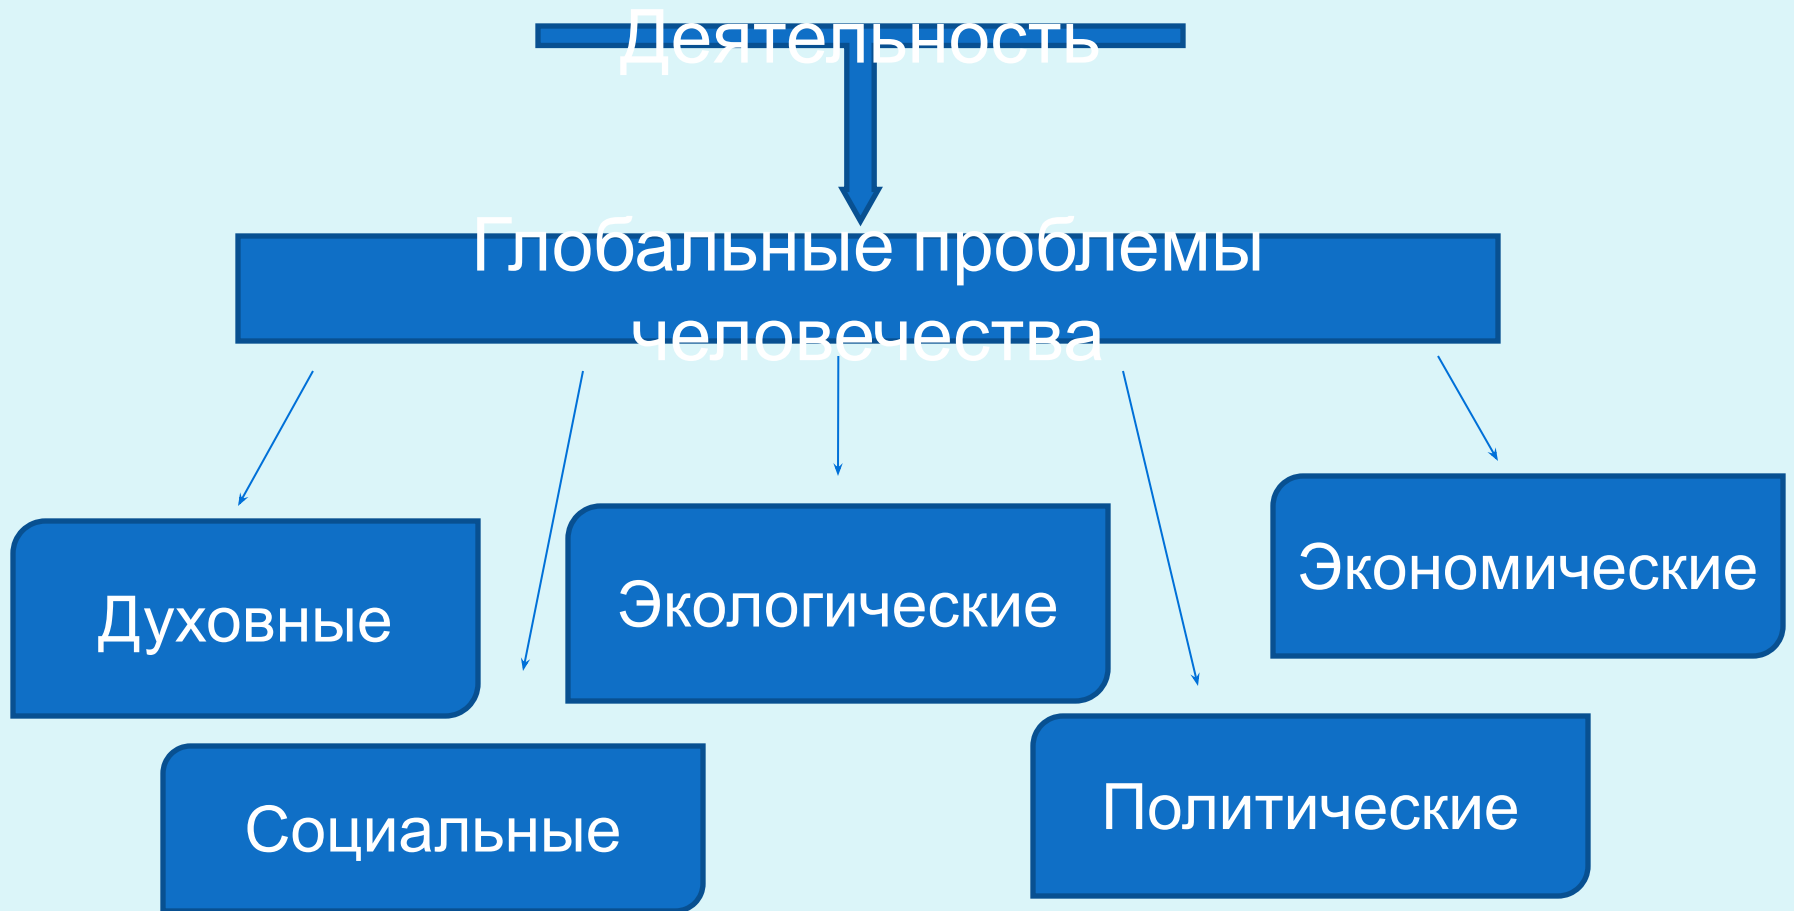 Деятельность
Глобальные проблемы
человечества
Духовные
Экологические
Экономические
Социальные
Политические